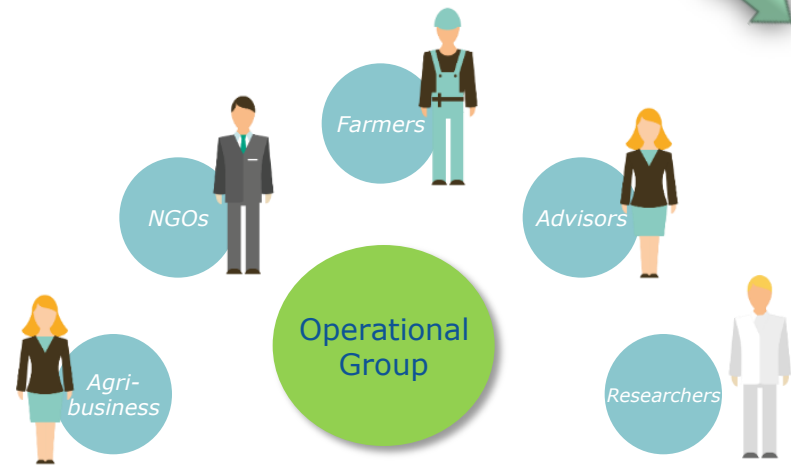 Farmers
NGOs
Advisors
Operational
Group
Agri-
business
Researchers